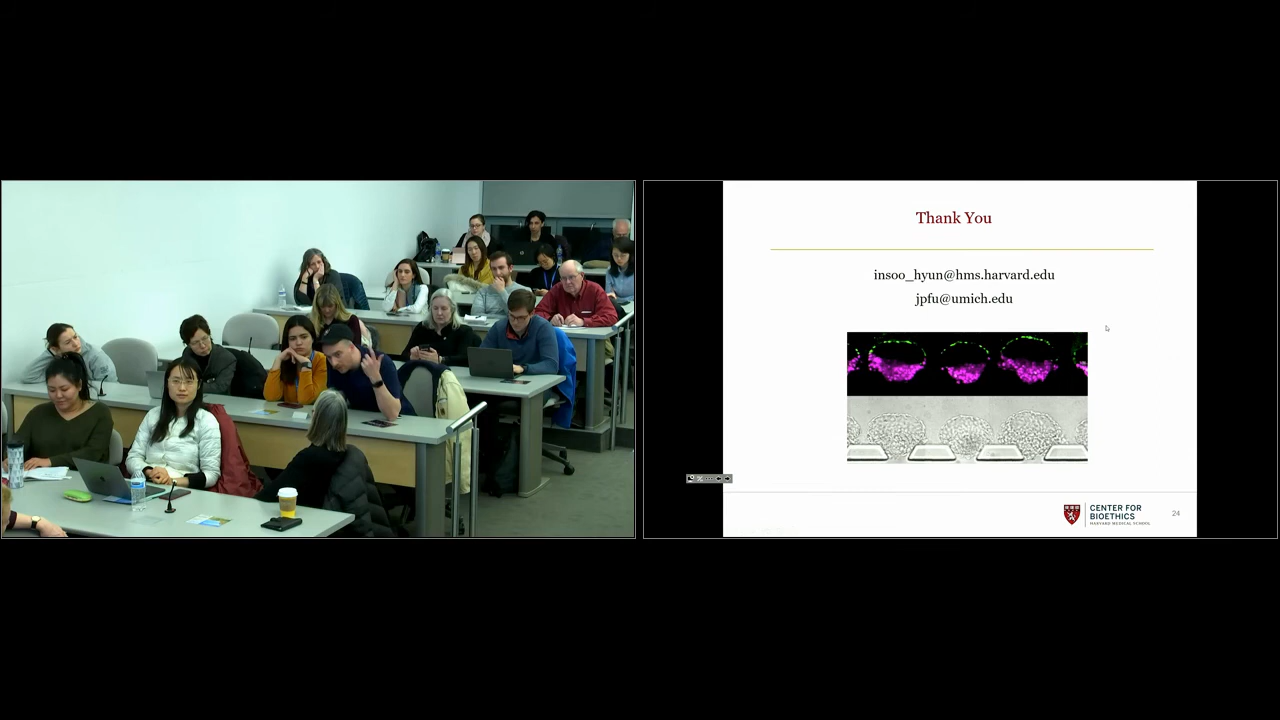 Thank You
insoo_hyun@hms.harvard.edu
jpfu@umich.edu
CENTER FOR
BIOETHICS
HARVARD MEDICAL SCHOOL
24